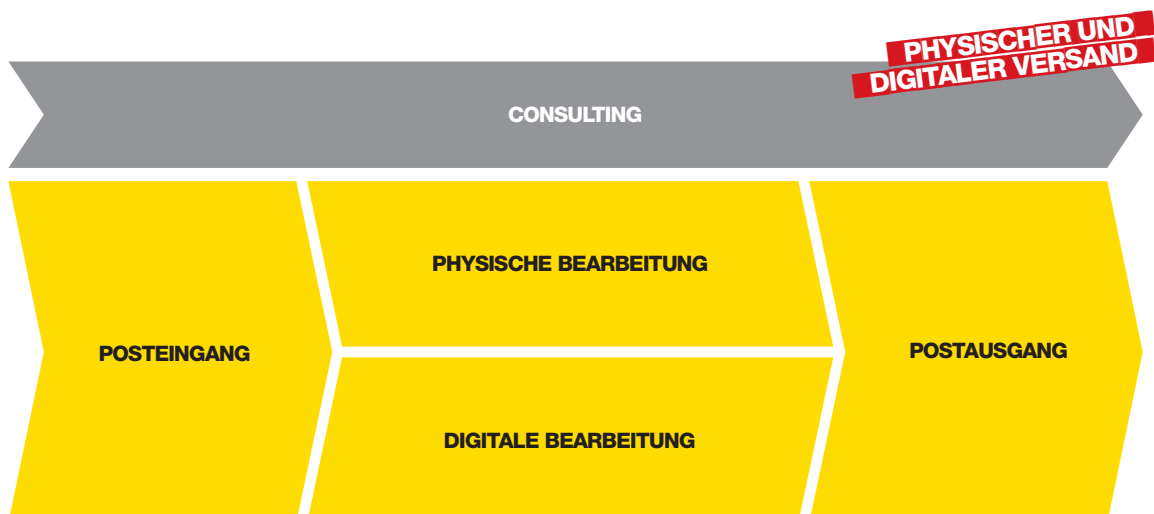 PHYSISCHER UND
DIGITALER VERSAND
CONSULTING
PHYSISCHE BEARBEITUNG
POSTEINGANG
POSTAUSGANG
DIGITALE BEARBEITUNG